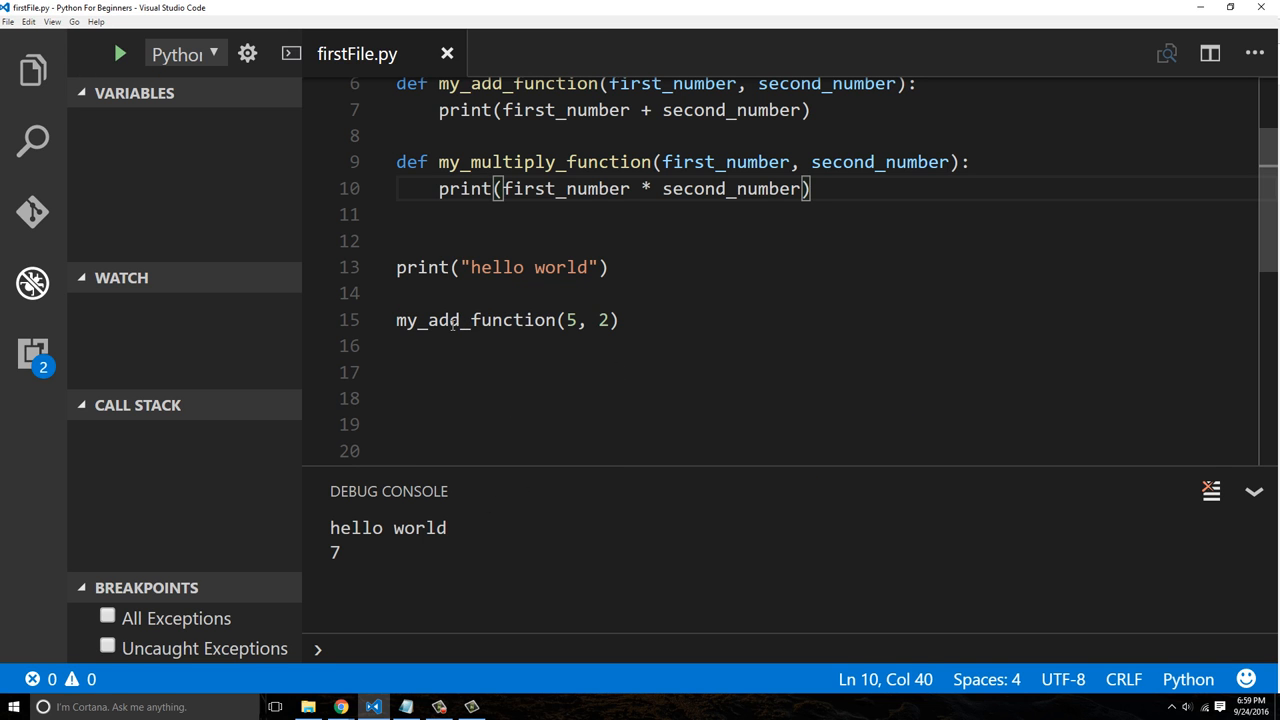 firstFile.py - Python For Beginners - Visual Studio Code
File Edit View Go Help
Pythor
firstFile.py
VARIABLES
WATCH
CALL STACK
BREAKPOINTS
All Exceptions
Uncaught Exceptions
2
6 def my_add_function(first_number, second_number):
7 print(first_number + second_number)
8
9 def my_multiply_function(first_number, second_number):
10 print(first_number * second_number)
11
12
13 print("hello world")
14
15 my_add_function(5, 2)
16
17
18
19
20
DEBUG CONSOLE
hello world
7
0 0
Ln 10, Col 40 Spaces: 4 UTF-8 CRLF Python
I'm Cortana. Ask me anything.
6:59 PM
9/24/2016